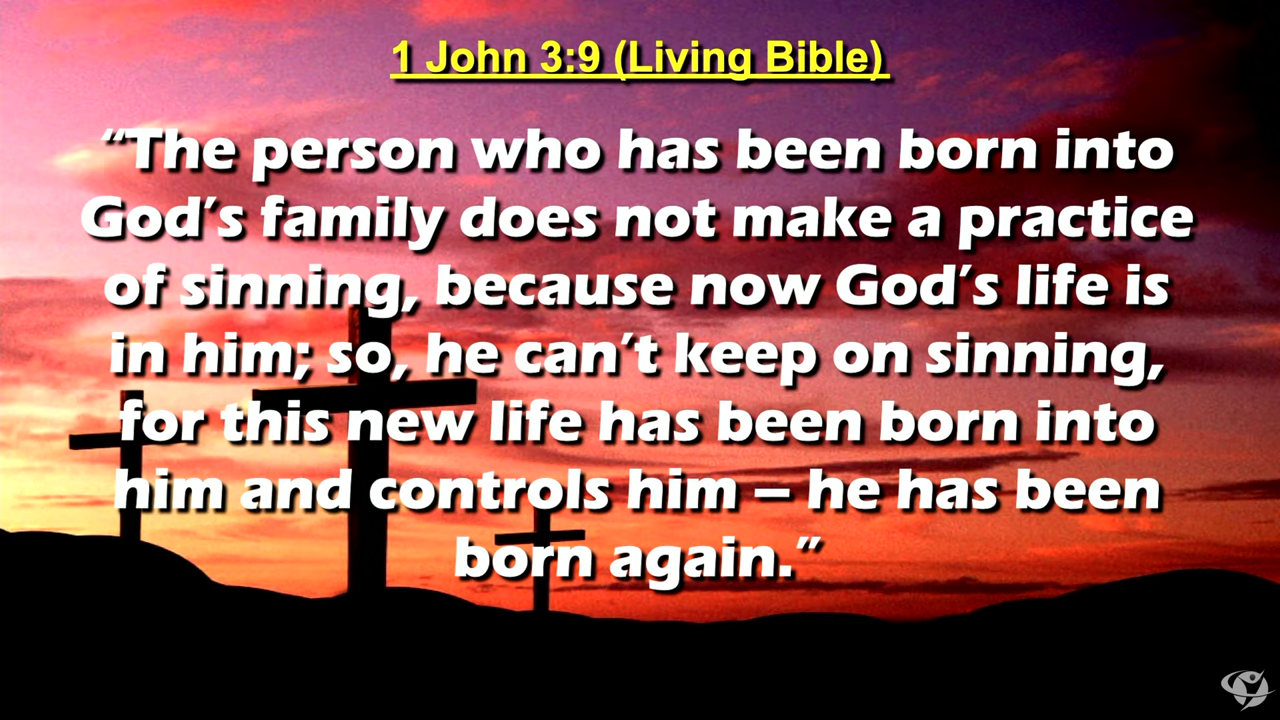 1 John 3:9 (Living Bible)
“The person who has been born into
God’s family does not make a practice
of sinning, because now God’s life is
in him; so, he can’t keep on sinning,
for this new life has been born into
him and controls him – he has been
born again.”